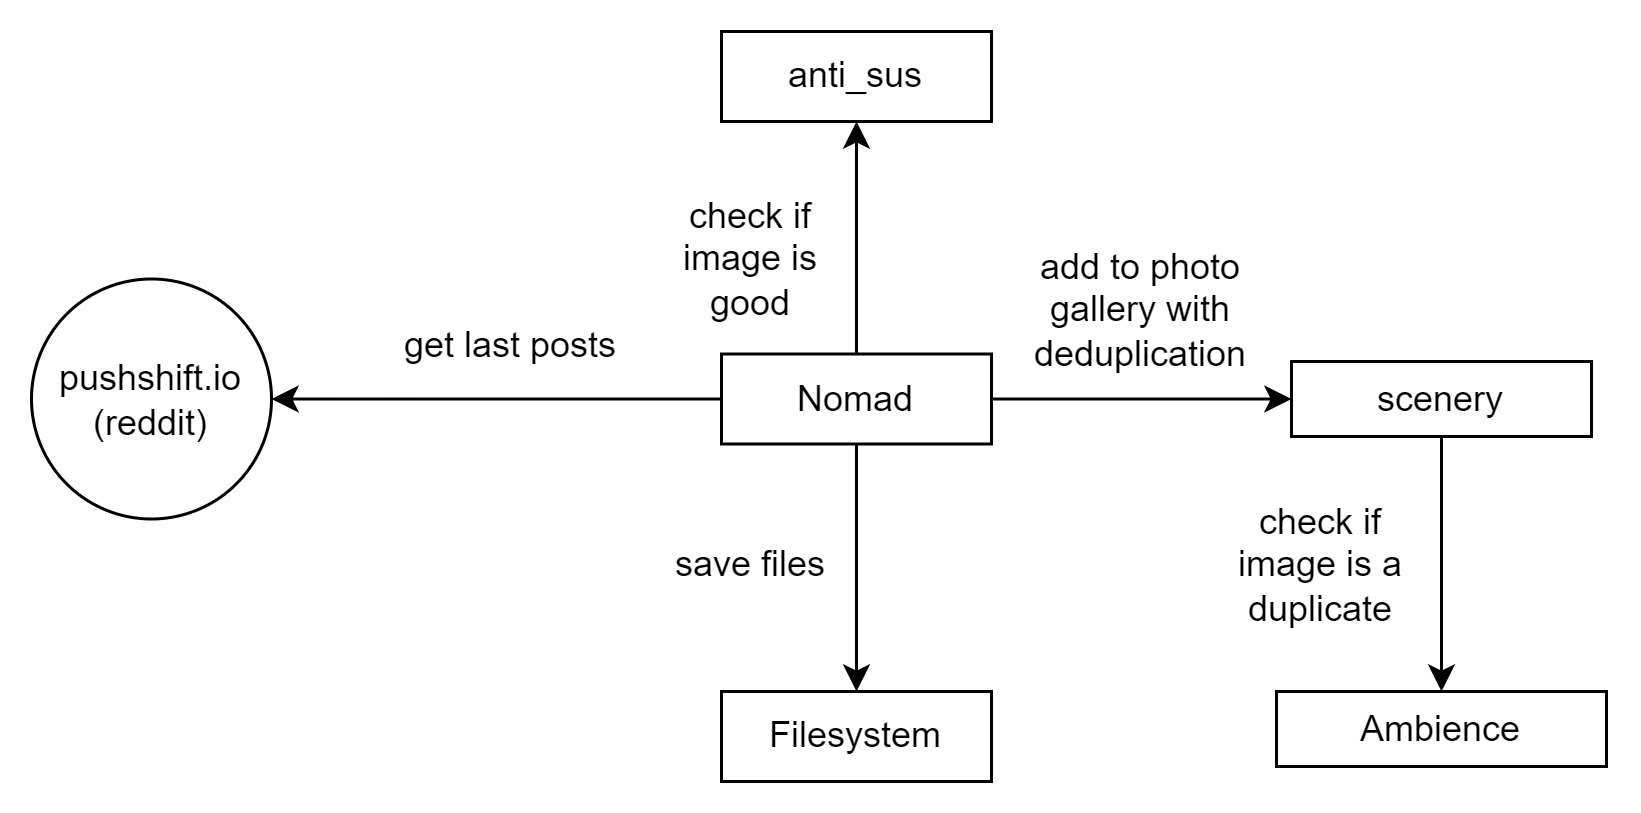 anti_sus
check if
image is
good
add to photo
gallery with
deduplication
get last posts
pushshift.io
(reddit)
Nomad
scenery
save files
check if
image is a
duplicate
Filesystem
Ambience